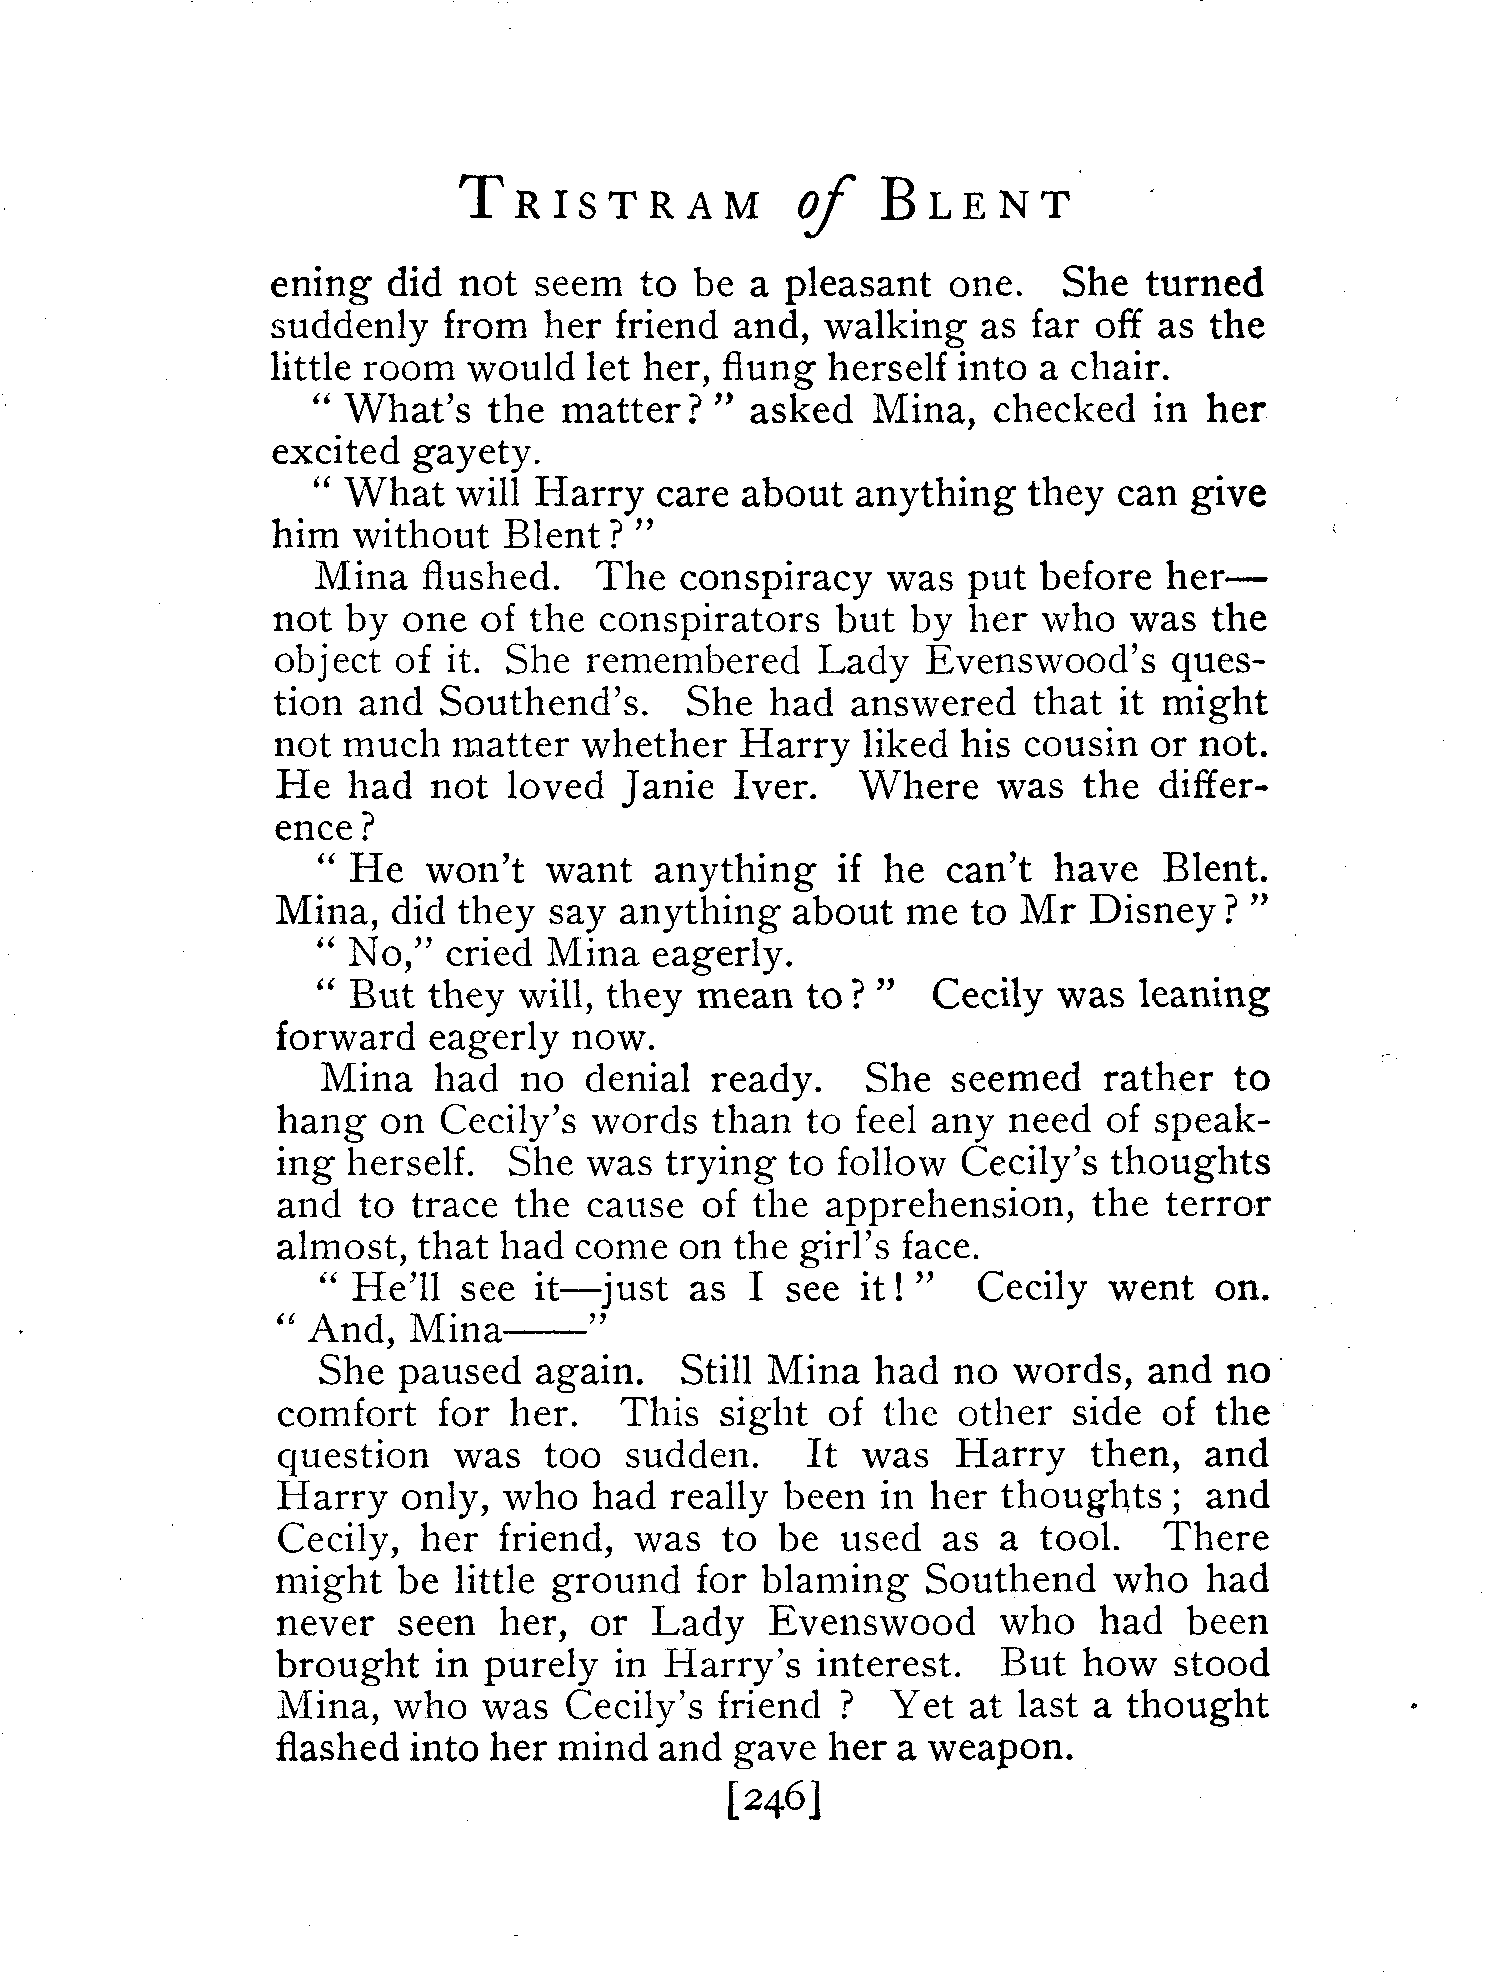 Tristram of Blent
ening did not seem to be a pleasant one. She turned
suddenly from her friend and, walking as far off as the
little room would let her, flung herself into a chair.
“ What's the matter? ” asked Mina, checked in her
excited gayety.
“ What will Harry care about anything they can give
him without Blent ? ”
Mina flushed. The conspiracy was put before her—
not by one of the conspirators but by her who was the
object of it. She remembered Lady Evenswood's ques-
tion and Southend's. She had answered that it might
not much matter whether Harry liked his cousin or not.
He had not loved Janie Iver. Where was the differ-
ence ?
“ He won't want anything if he can't have Blent.
Mina, did they say anything about me to Mr Disney ? ”
“ No,” cried Mina eagerly.
“ But they will, they mean to ? ” Cecily was leaning
forward eagerly now.
Mina had no denial ready. She seemed rather to
hang on Cecily's words than to feel any need of speak-
ing herself. She was trying to follow Cecily's thoughts
and to trace the cause of the apprehension, the terror
almost, that had come on the girl's face.
“ He'll see it—just as I see it ! ” Cecily went on.
“ And, Mina——”
She paused again. Still Mina had no words, and no
comfort for her. This sight of the other side of the
question was too sudden. It was Harry then, and
Harry only, who had really been in her thoughts ; and
Cecily, her friend, was to be used as a tool. There
might be little ground for blaming Southend who had
never seen her, or Lady Evenswood who had been
brought in purely in Harry's interest. But how stood
Mina, who was Cecily's friend ? Yet at last a thought
flashed into her mind and gave her a weapon.
[246]